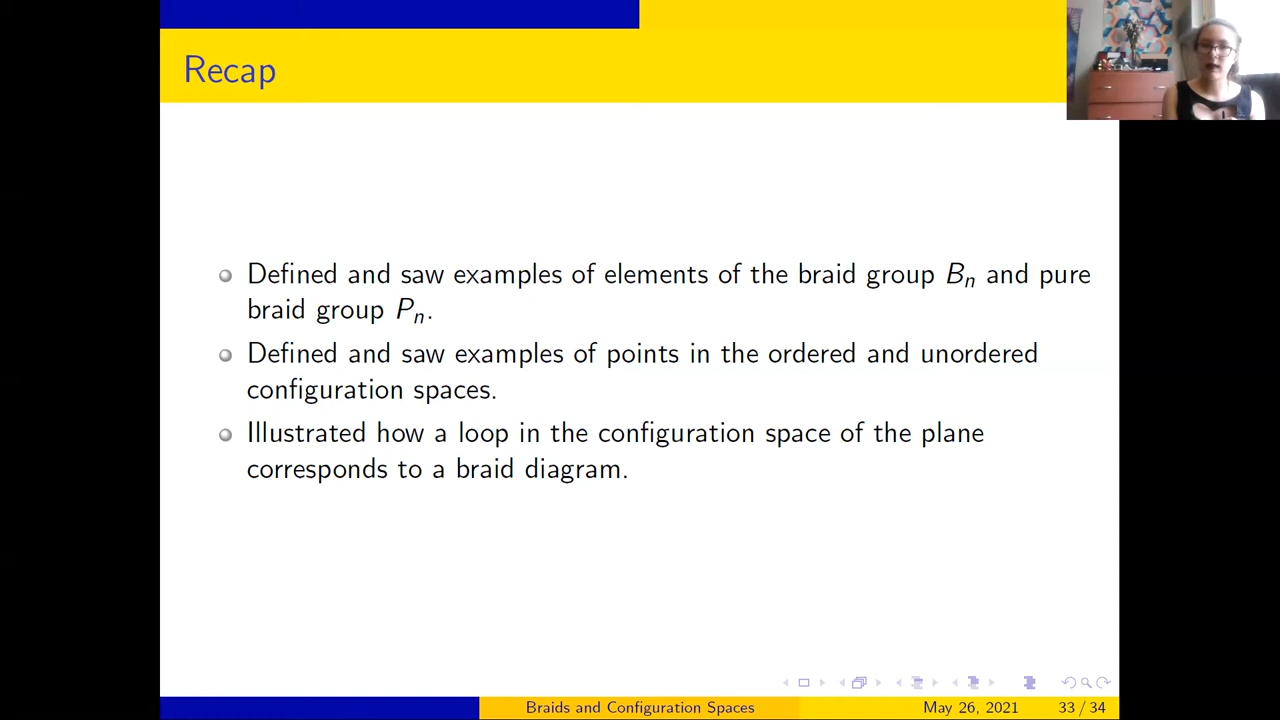 Recap
Defined and saw examples of elements of the braid group Bn and pure
braid group Pn.
Defined and saw examples of points in the ordered and unordered
configuration spaces.
Illustrated how a loop in the configuration space of the plane
corresponds to a braid diagram.
Braids and Configuration Spaces May 26, 2021 33 / 34